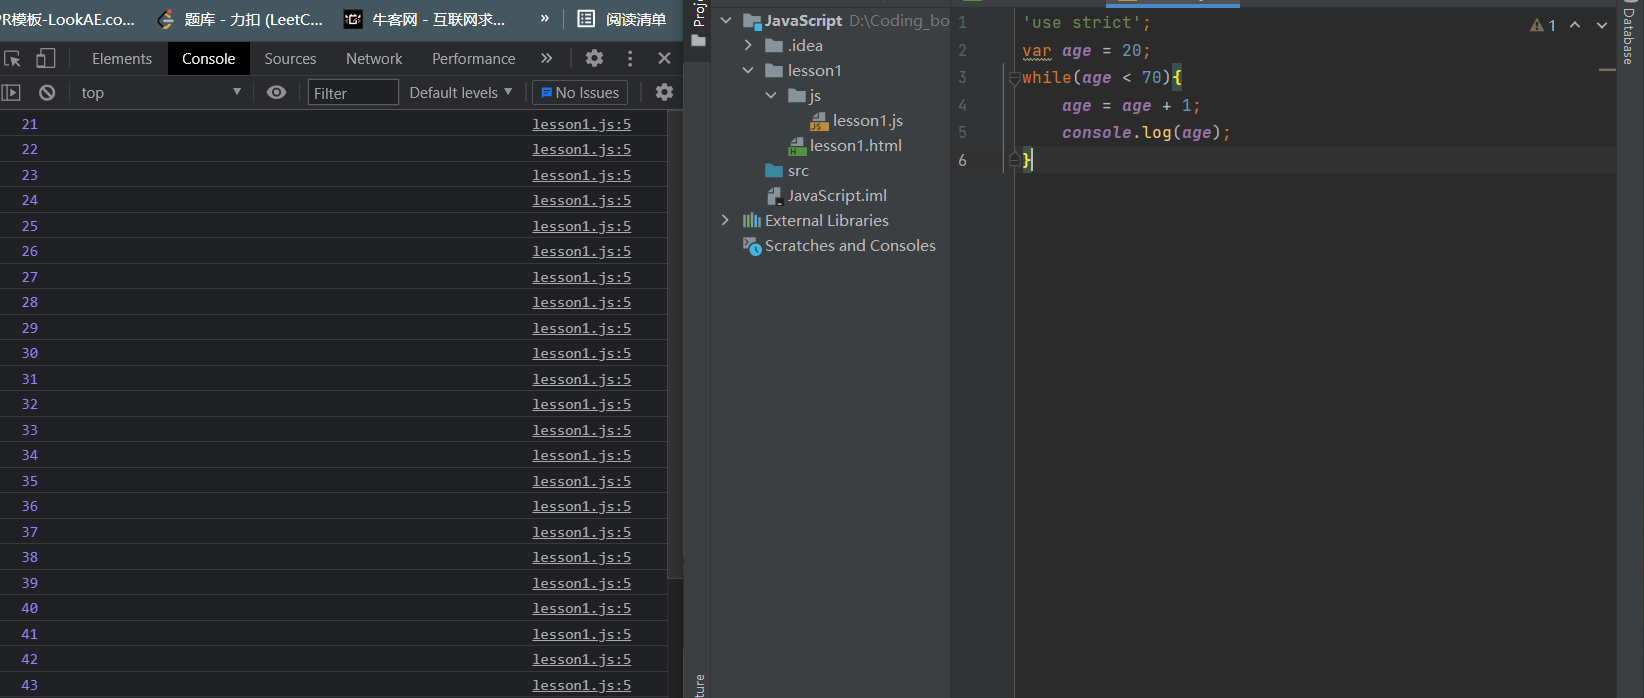 PR模板-LookAE.co...
题库 - 力扣 (LeetC...
牛客网 - 互联网求...
»
阅读清单
Elements
Console
Sources
Network
Performance
»
top
Filter
Default levels
No Issues
21 lesson1.js:5
22 lesson1.js:5
23 lesson1.js:5
24 lesson1.js:5
25 lesson1.js:5
26 lesson1.js:5
27 lesson1.js:5
28 lesson1.js:5
29 lesson1.js:5
30 lesson1.js:5
31 lesson1.js:5
32 lesson1.js:5
33 lesson1.js:5
34 lesson1.js:5
35 lesson1.js:5
36 lesson1.js:5
37 lesson1.js:5
38 lesson1.js:5
39 lesson1.js:5
40 lesson1.js:5
41 lesson1.js:5
42 lesson1.js:5
43 lesson1.js:5
JavaScript D:\Coding_bo
.idea
lesson1
js
lesson1.js
lesson1.html
src
JavaScript.iml
External Libraries
Scratches and Consoles
1 'use strict';
2 var age = 20;
3 while(age < 70){
4 age = age + 1;
5 console.log(age);
6 }
1
Database